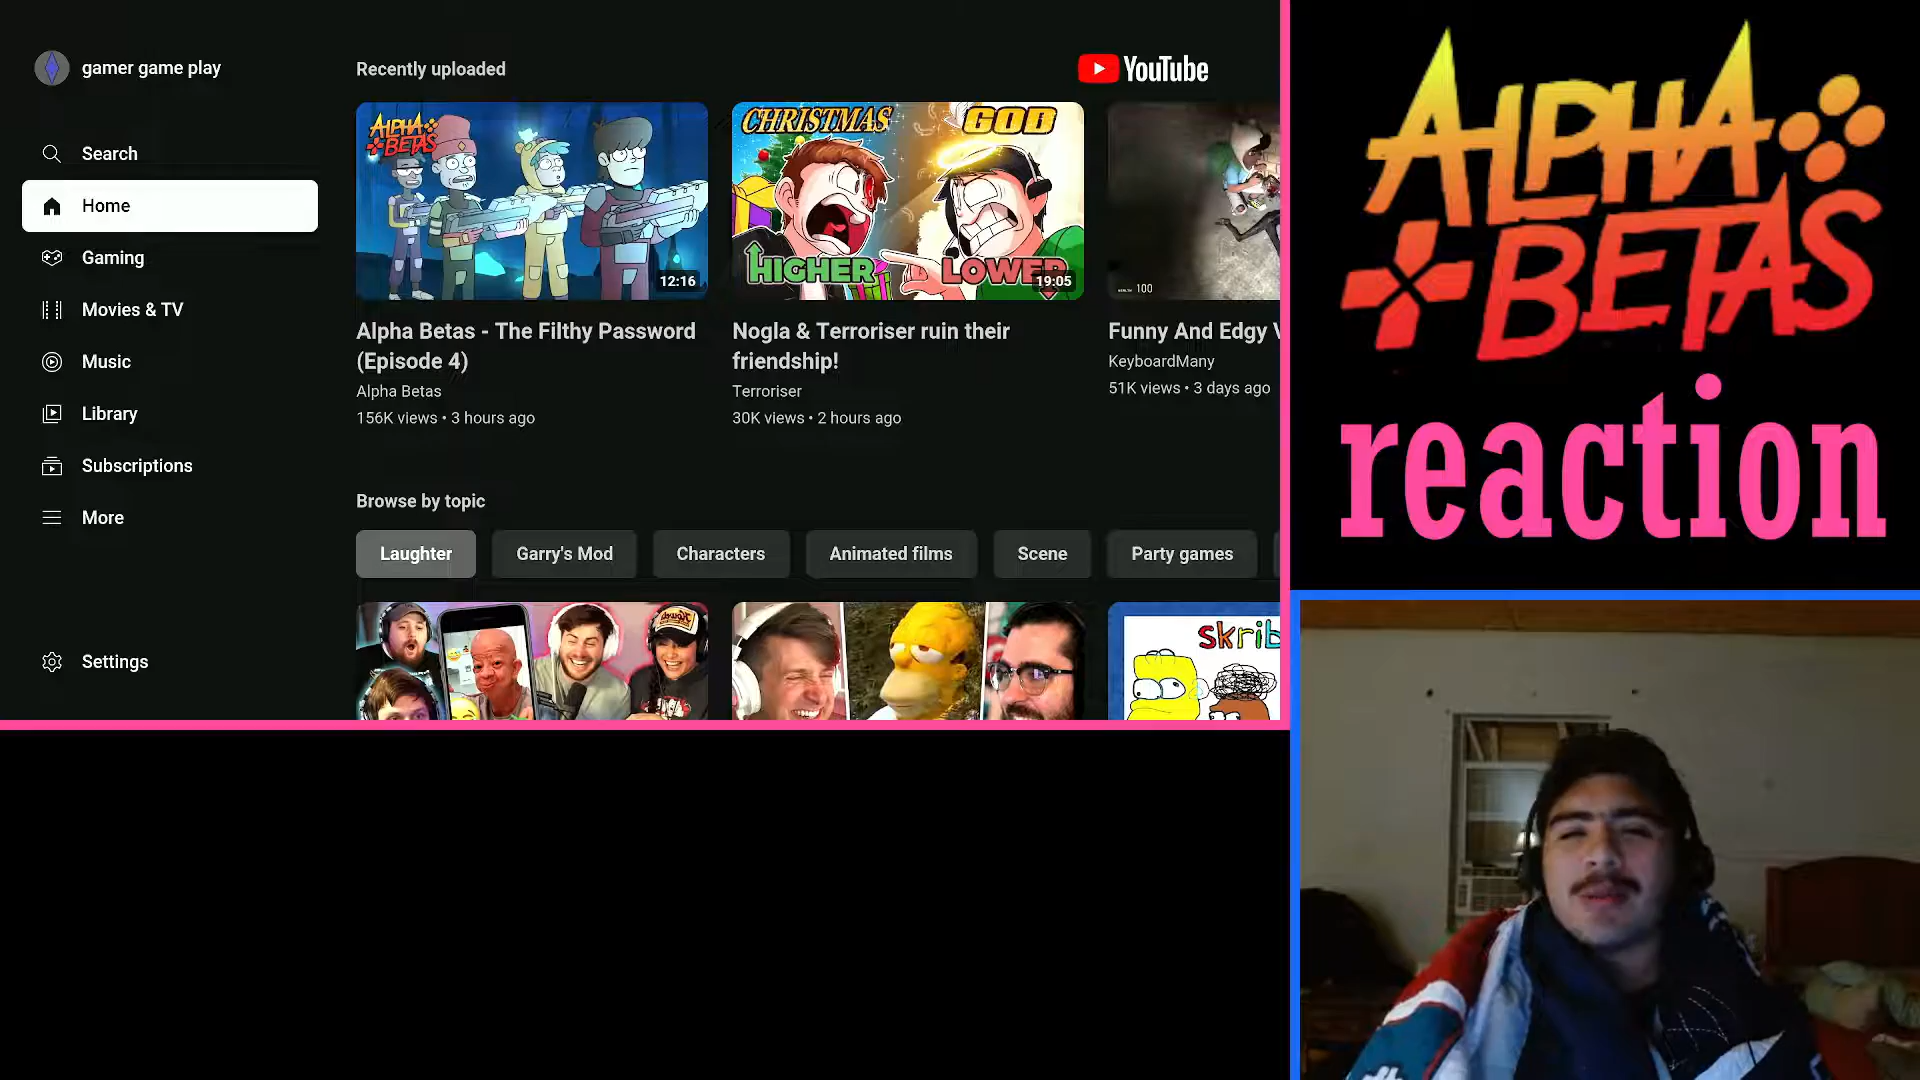 gamer game play
Search
Home
Gaming
Movies & TV
Music
Library
Subscriptions
More
Settings
Recently uploaded
YouTube
ALPHA
BETAS
12:16
Alpha Betas - The Filthy Password
(Episode 4)
Alpha Betas
156K views • 3 hours ago
CHRISTMAS GOD
HIGHER LOWER
19:05
Nogla & Terroriser ruin their
friendship!
Terroriser
30K views • 2 hours ago
100
Funny And Edgy
KeyboardMany
51K views • 3 days ago
Browse by topic
Laughter
Garry's Mod
Characters
Animated films
Scene
Party games
skrib
ALPHA
BETAS
reaction